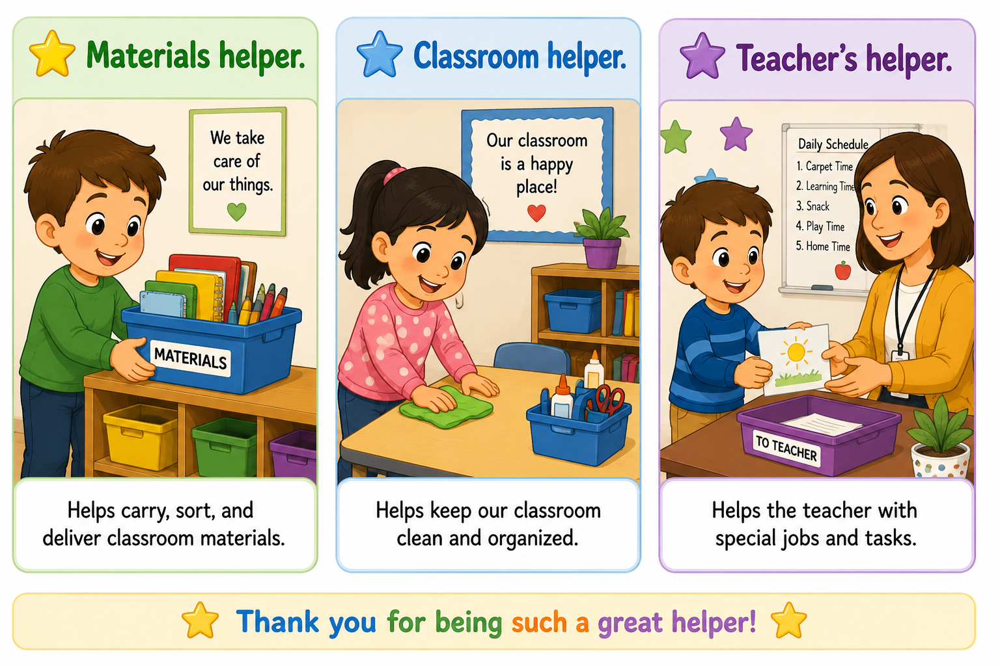 Materials helper.
We take
care of
our things.
MATERIALS
Helps carry, sort, and
deliver classroom materials.
Classroom helper.
Our classroom
is a happy
place!
Helps keep our classroom
clean and organized.
Teacher's helper.
Daily Schedule
1. Carpet Time
2. Learning Time
3. Snack
4. Play Time
5. Home Time
TO TEACHER
Helps the teacher with
special jobs and tasks.
Thank you for being such a great helper!